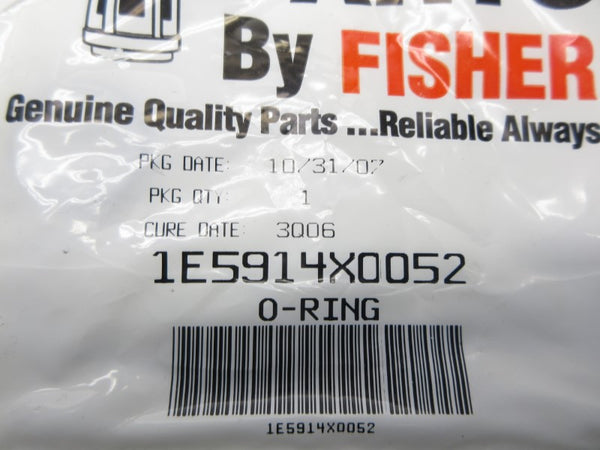 By FISHER
Genuine Quality Parts ...Reliable Always
PKG DATE: 10/31/07
PKG QTY: 1
CURE DATE: 3Q06
1E5914X0052
O-RING
1E5914X0052